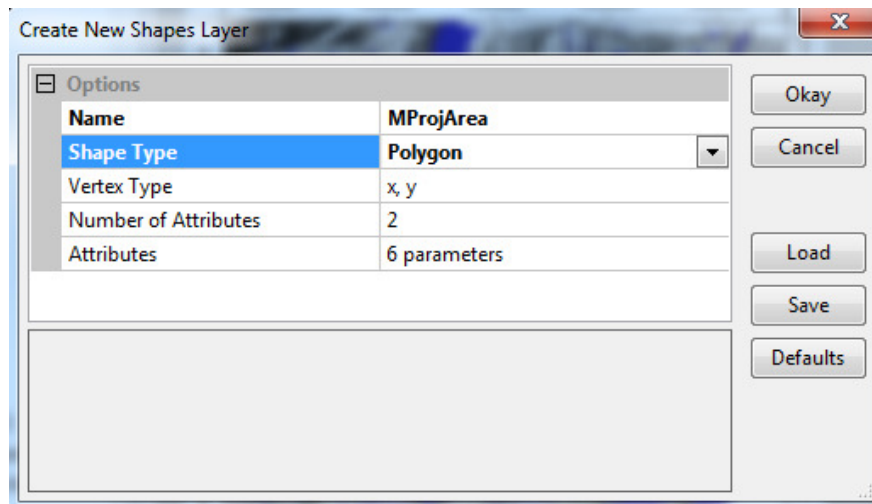 Create New Shapes Layer
Options
Name MProjArea
Shape Type Polygon
Vertex Type x, y
Number of Attributes 2
Attributes 6 parameters
Okay
Cancel
Load
Save
Defaults